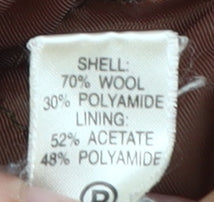 SHELL:
70% WOOL
30% POLYAMIDE
LINING:
52% ACETATE
48% POLYAMIDE
P